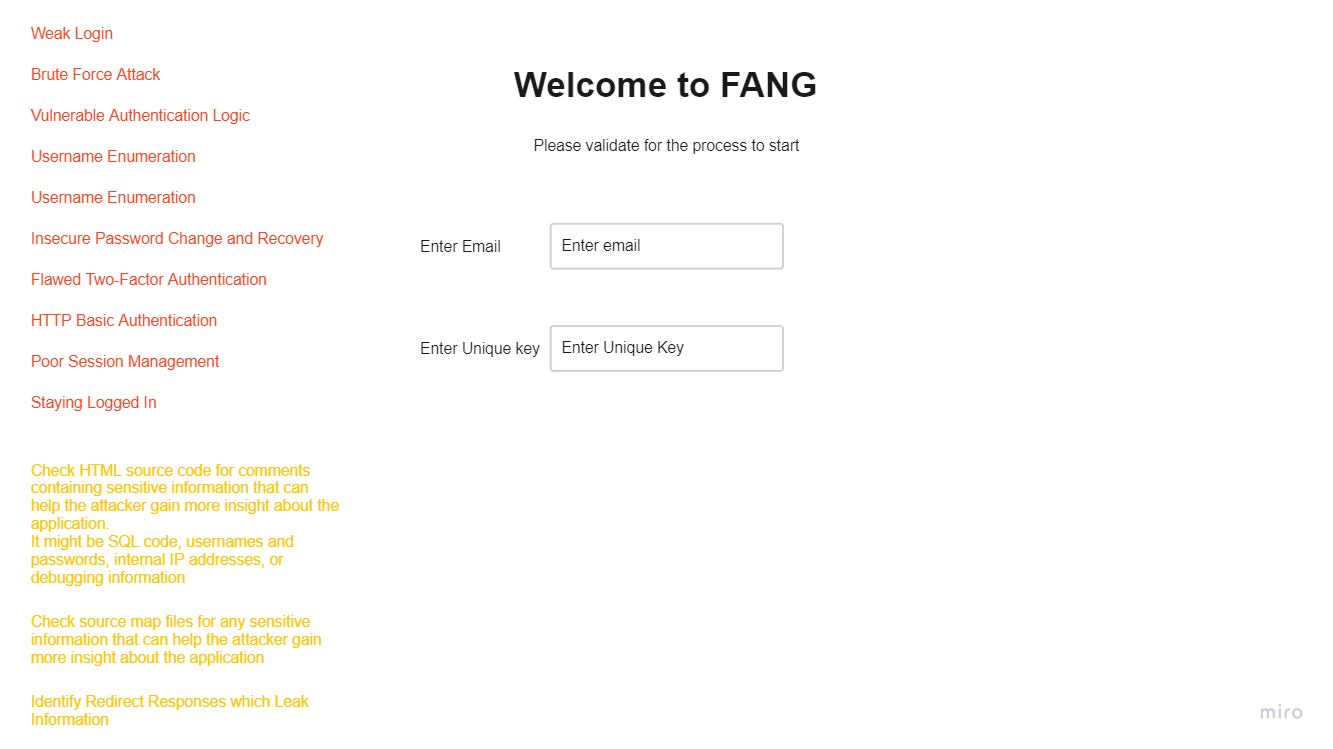 Weak Login
Brute Force Attack
Vulnerable Authentication Logic
Username Enumeration
Username Enumeration
Insecure Password Change and Recovery
Flawed Two-Factor Authentication
HTTP Basic Authentication
Poor Session Management
Staying Logged In
Check HTML source code for comments
containing sensitive information that can
help the attacker gain more insight about the
application.
It might be SQL code, usernames and
passwords, internal IP addresses, or
debugging information
Check source map files for any sensitive
information that can help the attacker gain
more insight about the application
Identify Redirect Responses which Leak
Information
Welcome to FANG
Please validate for the process to start
Enter Email
Enter email
Enter Unique key
Enter Unique Key
miro